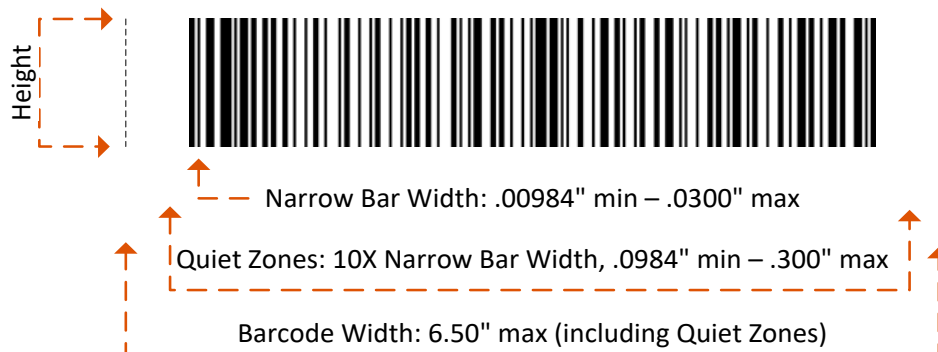 Height
Narrow Bar Width: .00984" min – .0300" max
Quiet Zones: 10X Narrow Bar Width, .0984" min – .300" max
Barcode Width: 6.50" max (including Quiet Zones)